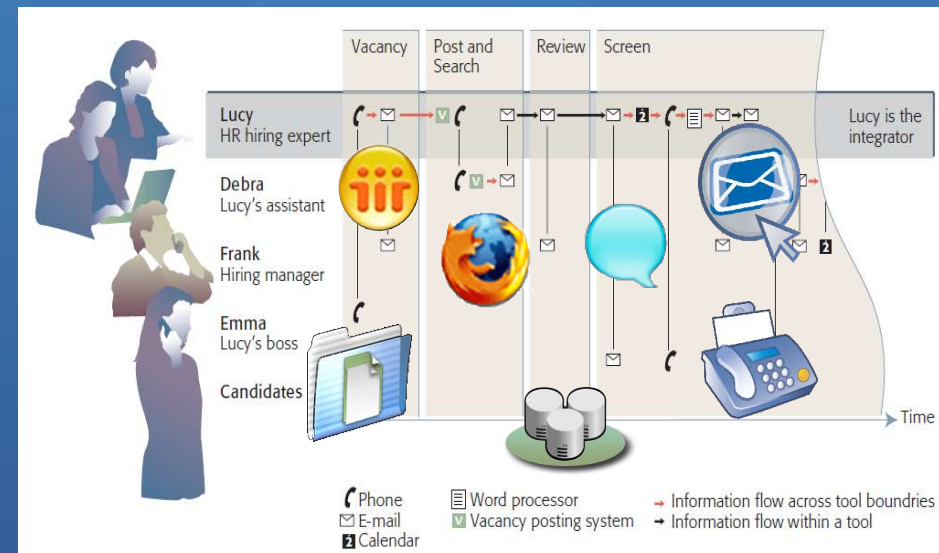 Vacancy
Post and
Search
Review
Screen
Lucy
HR hiring expert
Lucy is the
integrator
Debra
Lucy's assistant
Frank
Hiring manager
Emma
Lucy's boss
Candidates
Time
Phone
E-mail
Calendar
Word processor
Vacancy posting system
Information flow across tool boundries
Information flow within a tool